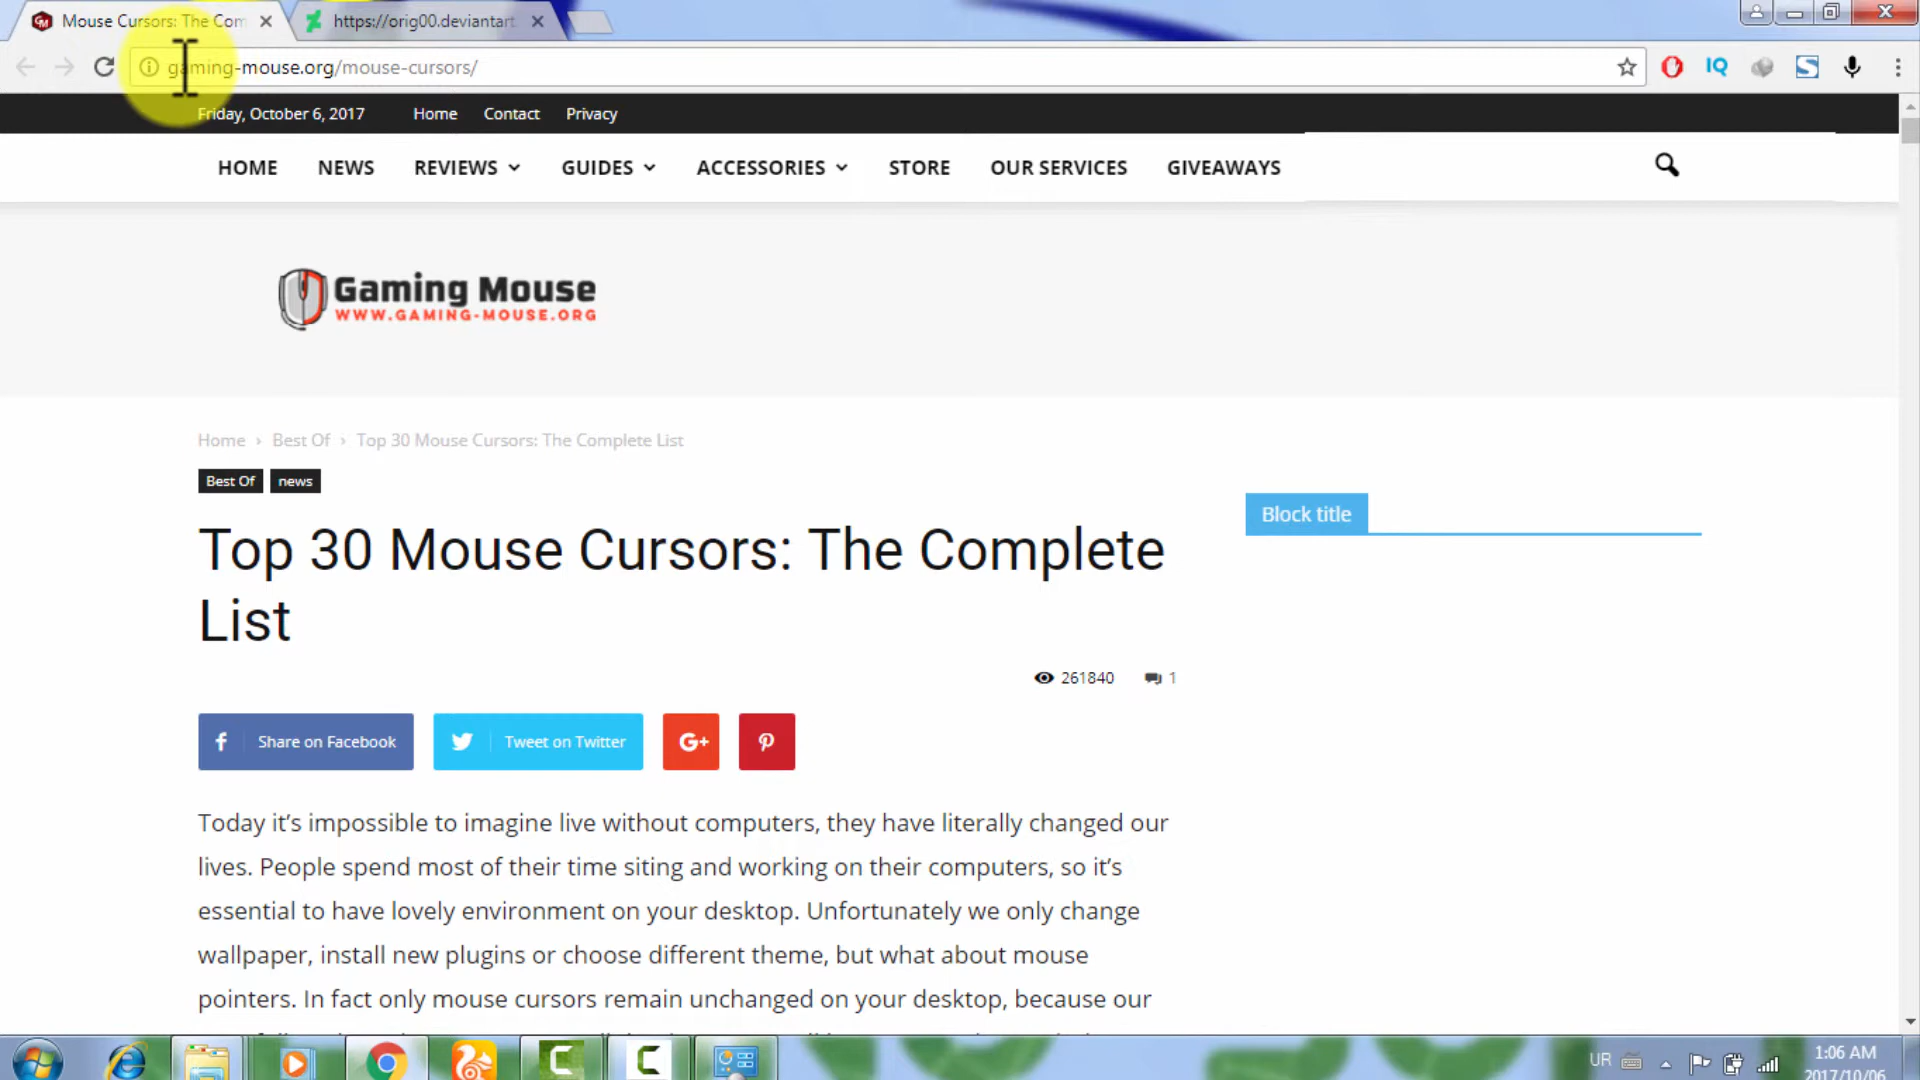 Mouse Cursors: The Com
https://orig00.deviantart.
gaming-mouse.org/mouse-cursors/
IQ
Friday, October 6, 2017
Home
Contact
Privacy
HOME
NEWS
REVIEWS
GUIDES
ACCESSORIES
STORE
OUR SERVICES
GIVEAWAYS
Gaming Mouse
WWW.GAMING-MOUSE.ORG
Home › Best Of › Top 30 Mouse Cursors: The Complete List
Best Of
news
Block title
Top 30 Mouse Cursors: The Complete
List
261840
1
Share on Facebook
Tweet on Twitter
G+
Today it’s impossible to imagine live without computers, they have literally changed our
lives. People spend most of their time siting and working on their computers, so it’s
essential to have lovely environment on your desktop. Unfortunately we only change
wallpaper, install new plugins or choose different theme, but what about mouse
pointers. In fact only mouse cursors remain unchanged on your desktop, because our
UR
1:06 AM
2017/10/06